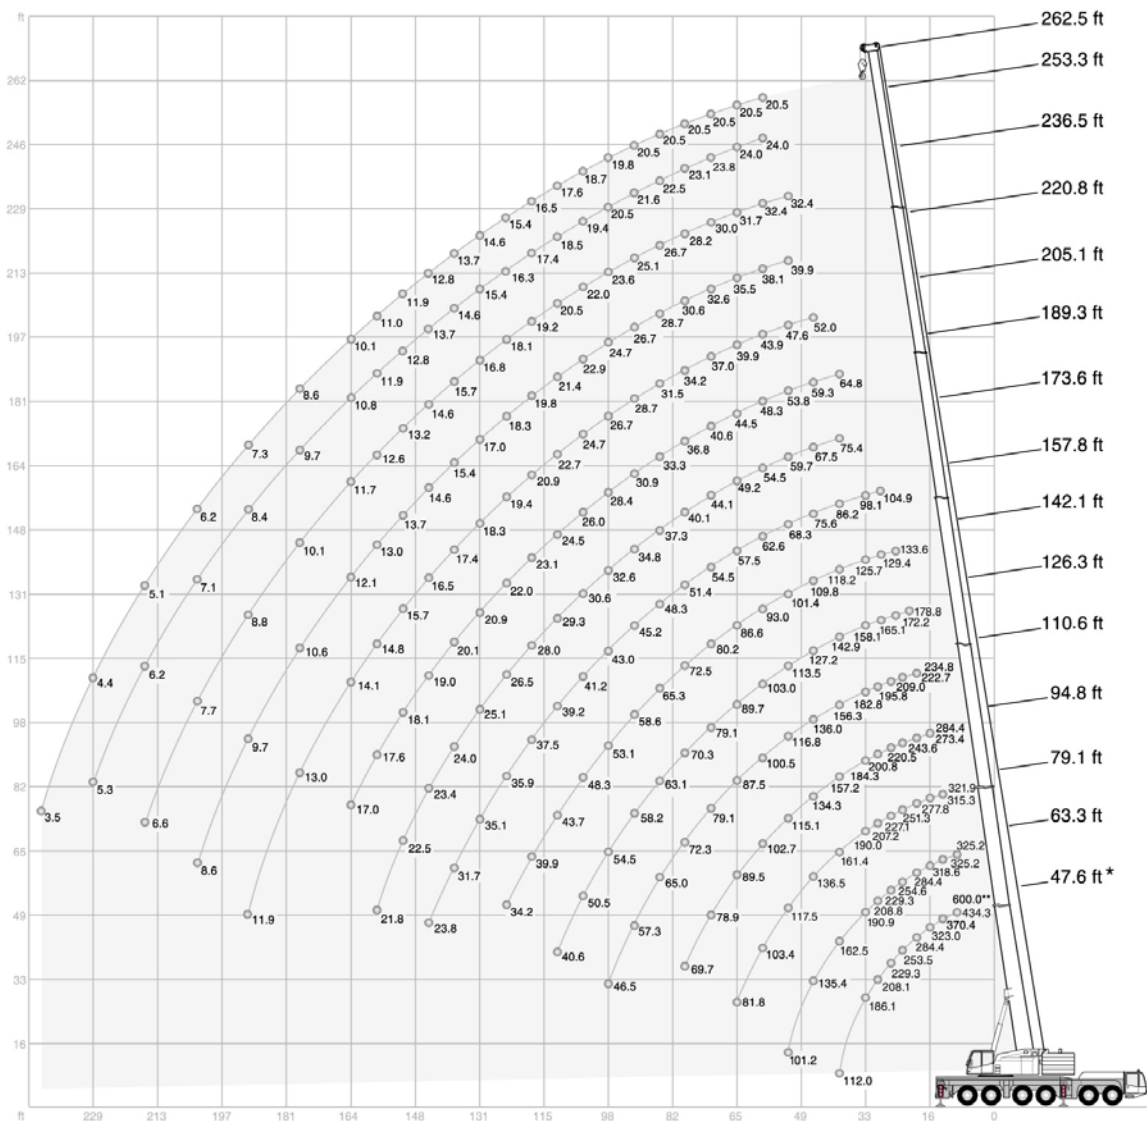 ft
262
246
229
213
197
181
164
148
131
115
98
82
65
49
33
16
262.5 ft
253.3 ft
236.5 ft
220.8 ft
205.1 ft
189.3 ft
173.6 ft
157.8 ft
142.1 ft
126.3 ft
110.6 ft
94.8 ft
79.1 ft
63.3 ft
47.6 ft*
3.5 4.4 5.1 6.2 7.3 8.6 10.1 11.0 11.9 12.8 13.7 14.6 15.4 16.5 17.6 18.7 19.8 20.5 20.5 20.5 20.5 20.5 20.5
5.3 6.2 7.1 8.4 9.7 10.8 11.9 12.8 13.7 14.6 15.4 16.3 17.4 18.5 19.4 20.5 21.6 22.5 23.1 23.8 24.0 24.0
6.6 7.7 8.8 10.1 11.7 12.6 13.2 14.6 15.7 16.8 18.1 19.2 20.5 22.0 23.6 25.1 26.7 28.2 30.0 31.7 32.4 32.4
8.6 9.7 10.6 12.1 13.0 13.7 14.6 15.4 17.0 18.3 19.8 21.4 22.9 24.7 26.7 28.7 30.6 32.6 35.5 38.1 39.9
11.9 13.0 14.1 14.8 15.7 16.5 17.4 18.3 19.4 20.9 22.7 24.7 26.7 28.7 31.5 34.2 37.0 39.9 43.9 47.6 52.0
17.0 17.6 18.1 19.0 20.1 20.9 22.0 23.1 24.5 26.0 28.4 30.9 33.3 36.8 40.6 44.5 48.3 53.8 59.3 64.8
21.8 22.5 23.4 24.0 25.1 26.5 28.0 29.3 30.6 32.6 34.8 37.3 40.1 44.1 49.2 54.5 59.7 67.5 75.4
23.8 31.7 35.1 35.9 37.5 39.2 41.2 43.0 45.2 48.3 51.4 54.5 57.5 62.6 68.3 75.6 86.2 98.1 104.9
34.2 39.9 43.7 48.3 53.1 58.6 65.3 72.5 80.2 86.6 93.0 101.4 109.8 118.2 125.7 129.4 133.6
40.6 50.5 54.5 58.2 63.1 70.3 79.1 89.7 103.0 113.5 127.2 142.9 158.1 165.1 172.2 178.8
46.5 57.3 65.0 72.3 79.1 87.5 100.5 116.8 136.0 156.3 182.8 195.8 209.0 222.7 234.8
69.7 78.9 89.5 102.7 115.1 134.3 157.2 184.3 200.8 220.5 243.6 273.4 284.4
81.8 103.4 117.5 136.5 161.4 190.0 207.2 227.1 251.3 277.8 315.3 321.9
101.2 135.4 162.5 190.9 208.8 229.3 254.6 284.4 318.6 325.2 325.2
112.0 186.1 208.1 229.3 253.5 284.4 323.0 370.4 434.3 600.0**
ft 229 213 197 181 164 148 131 115 98 82 65 49 33 16 0